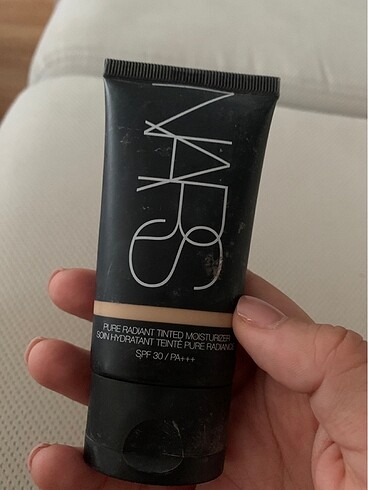 NARS
PURE RADIANT TINTED MOISTURIZER
SOIN HYDRATANT TEINTÉ PURE RADIANCE
SPF 30 / PA+++